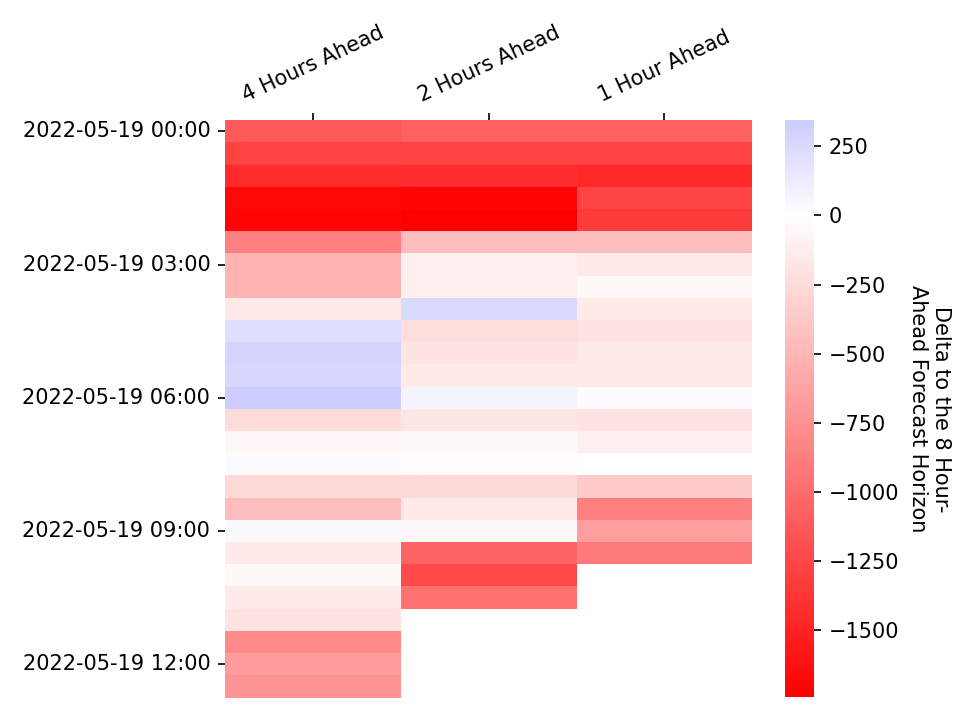 4 Hours Ahead
2 Hours Ahead
1 Hour Ahead
2022-05-19 00:00
2022-05-19 03:00
2022-05-19 06:00
2022-05-19 09:00
2022-05-19 12:00
250
0
−250
−500
−750
−1000
−1250
−1500
Delta to the 8 Hour-
Ahead Forecast Horizon